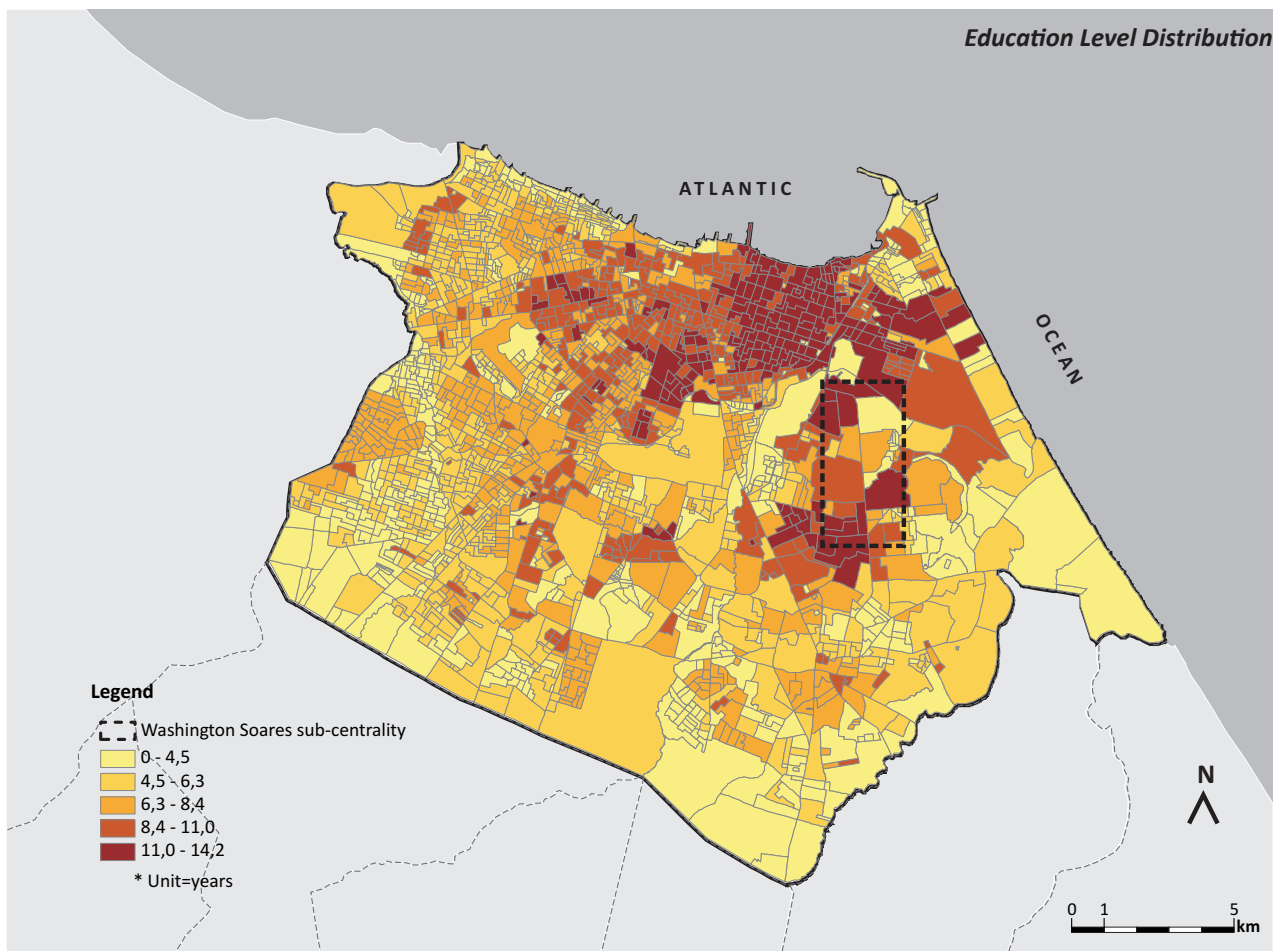 Education Level Distribution
ATLANTIC
OCEAN
Legend
Washington Soares sub-centrality
0 - 4,5
4,5 - 6,3
6,3 - 8,4
8,4 - 11,0
11,0 - 14,2
* Unit=years
N
0 1 5
km